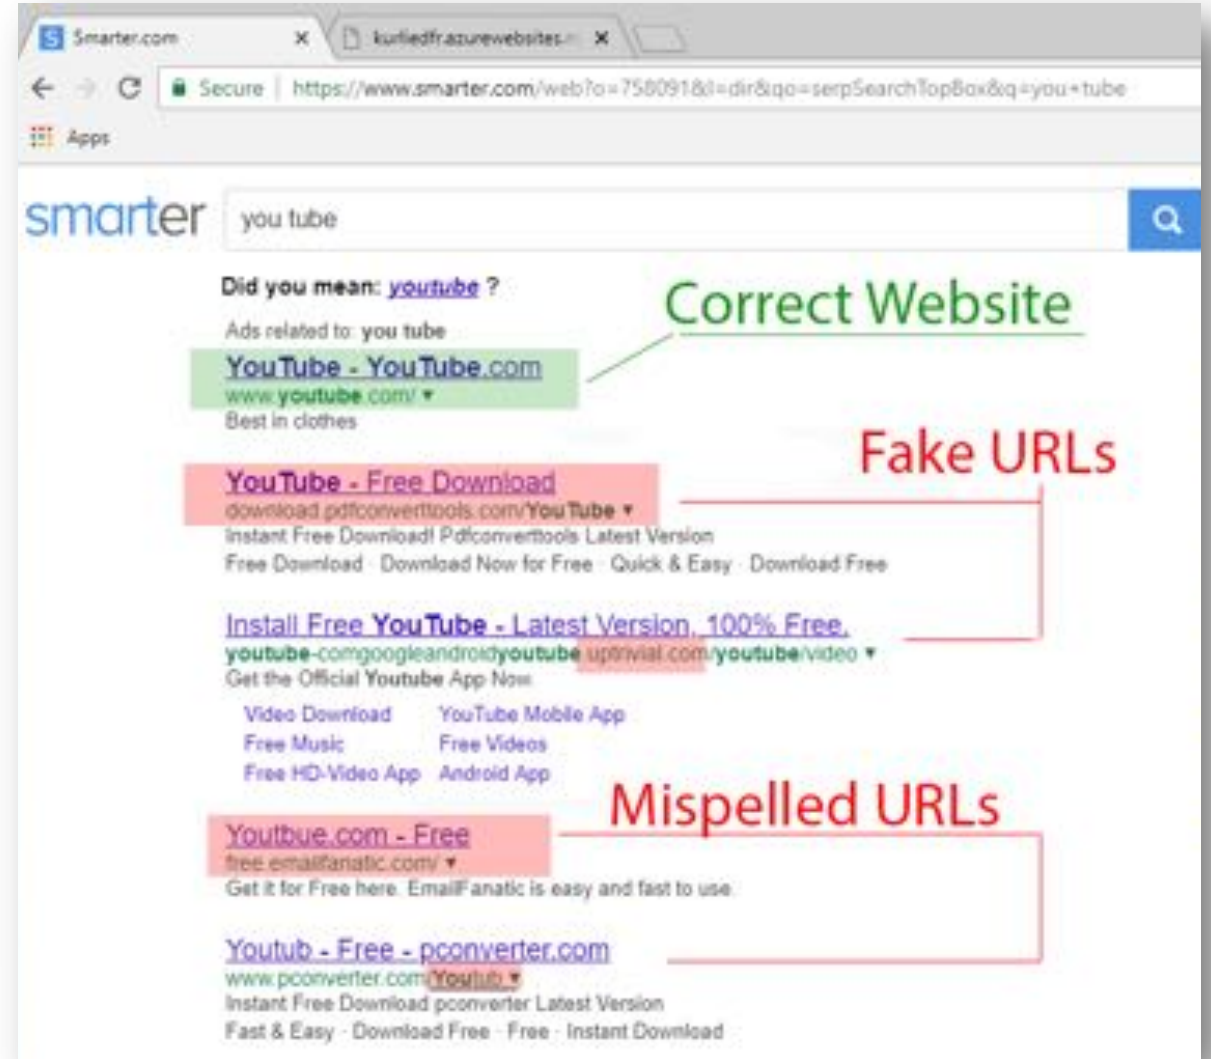 Smarter.com
kurliedfr.azurewebsites.n
Secure
https://www.smarter.com/web?o=758091&l=dir&qo=serpSearchTopBox&q=you+tube
Apps
smarter
you tube
Did you mean: youtube ?
Correct Website
Ads related to: you tube
YouTube - YouTube.com
www.youtube.com/
Best in clothes
Fake URLs
YouTube - Free Download
download.pdfconverttools.com/YouTube
Instant Free Download! Pdfconverttools Latest Version
Free Download · Download Now for Free · Quick & Easy · Download Free
Install Free YouTube - Latest Version, 100% Free.
youtube-comgoogleandroidyoutube.uptrivial.com/youtube/video
Get the Official Youtube App Now
Video Download YouTube Mobile App
Free Music Free Videos
Free HD-Video App Android App
Mispelled URLs
Youtbue.com - Free
free.emailfanatic.com/
Get it for Free here. EmailFanatic is easy and fast to use.
Youtub - Free - pconverter.com
www.pconverter.com/Youtub
Instant Free Download pconverter Latest Version
Fast & Easy · Download Free · Free · Instant Download